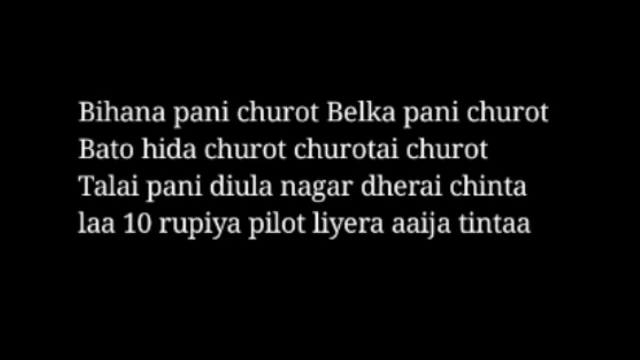 Bihana pani churot Belka pani churot
Bato hida churot churotai churot
Talai pani diula nagar dherai chinta
laa 10 rupiya pilot liyera aaija tintaa